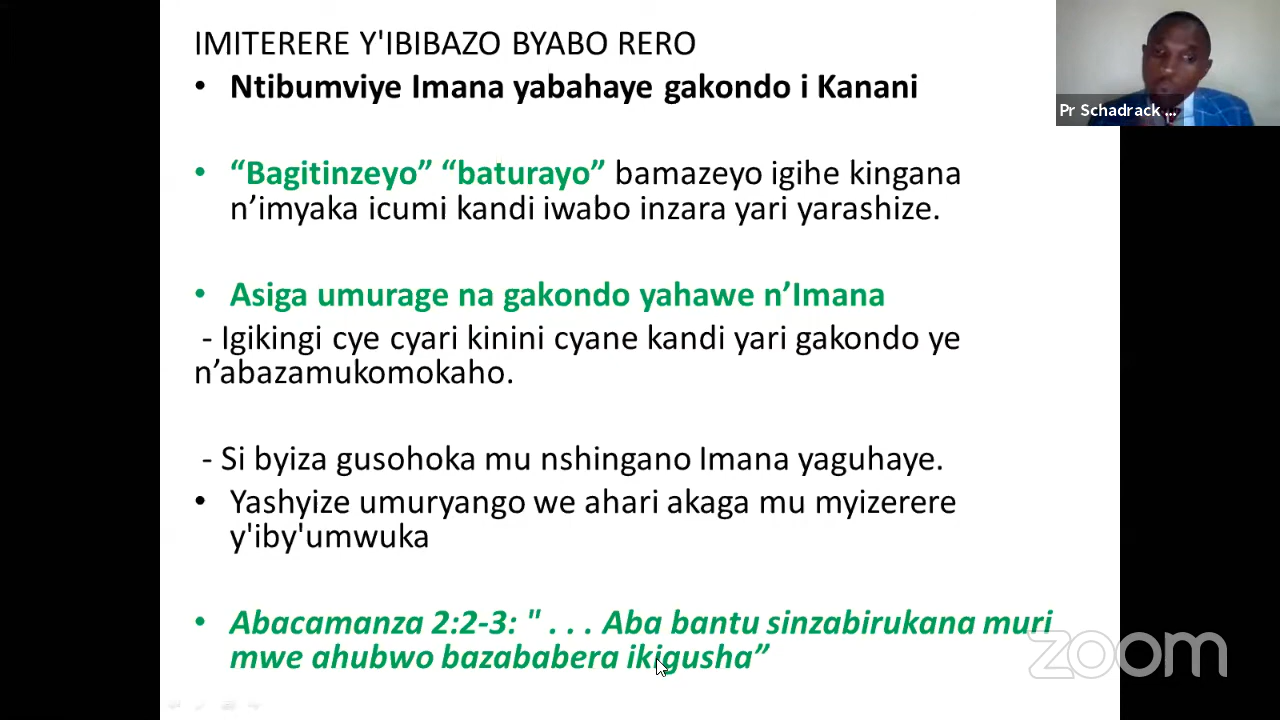 IMITERERE Y'IBIBAZO BYABO RERO
• Ntibumviye Imana yabahaye gakondo i Kanani
• “Bagitinzeyo” “baturayo” bamazeyo igihe kingana
n’imyaka icumi kandi iwabo inzara yari yarashize.
• Asiga umurage na gakondo yahawe n’Imana
- Igikingi cye cyari kinini cyane kandi yari gakondo ye
n’abazamukomokaho.
- Si byiza gusohoka mu nshingano Imana yaguhaye.
• Yashyize umuryango we ahari akaga mu myizerere
y'iby'umwuka
• Abacamanza 2:2-3: " . . . Aba bantu sinzabirukana muri
mwe ahubwo bazababera ikigusha”
Pr Schadrack ...
zoom